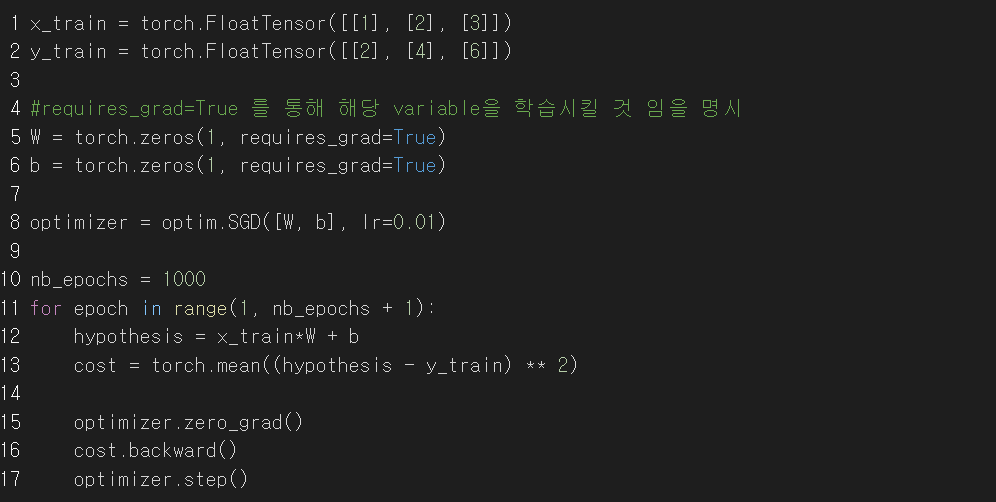 1 x_train = torch.FloatTensor([[1], [2], [3]])
2 y_train = torch.FloatTensor([[2], [4], [6]])
3
4 #requires_grad=True 를 통해 해당 variable을 학습시킬 것 임을 명시
5 W = torch.zeros(1, requires_grad=True)
6 b = torch.zeros(1, requires_grad=True)
7
8 optimizer = optim.SGD([W, b], lr=0.01)
9
10 nb_epochs = 1000
11 for epoch in range(1, nb_epochs + 1):
12     hypothesis = x_train*W + b
13     cost = torch.mean((hypothesis - y_train) ** 2)
14
15     optimizer.zero_grad()
16     cost.backward()
17     optimizer.step()